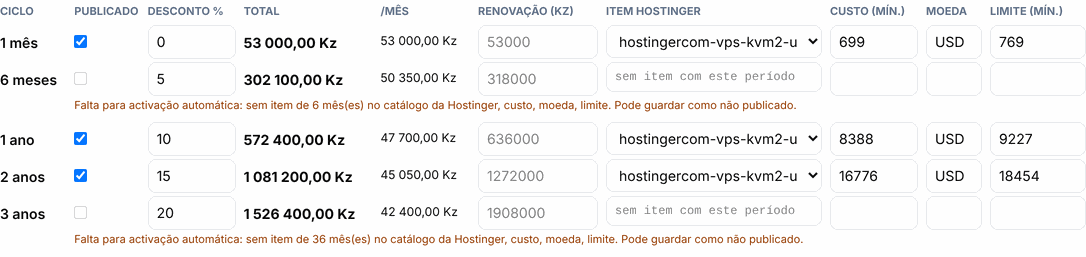 CICLO PUBLICADO DESCONTO % TOTAL /MÊS RENOVAÇÃO (KZ) ITEM HOSTINGER CUSTO (MÍN.) MOEDA LIMITE (MÍN.)
1 mês 0 53 000,00 Kz 53 000,00 Kz 53000 hostingercom-vps-kvm2-u 699 USD 769
6 meses 5 302 100,00 Kz 50 350,00 Kz 318000 sem item com este período
Falta para activação automática: sem item de 6 mês(es) no catálogo da Hostinger, custo, moeda, limite. Pode guardar como não publicado.
1 ano 10 572 400,00 Kz 47 700,00 Kz 636000 hostingercom-vps-kvm2-u 8388 USD 9227
2 anos 15 1 081 200,00 Kz 45 050,00 Kz 1272000 hostingercom-vps-kvm2-u 16776 USD 18454
3 anos 20 1 526 400,00 Kz 42 400,00 Kz 1908000 sem item com este período
Falta para activação automática: sem item de 36 mês(es) no catálogo da Hostinger, custo, moeda, limite. Pode guardar como não publicado.